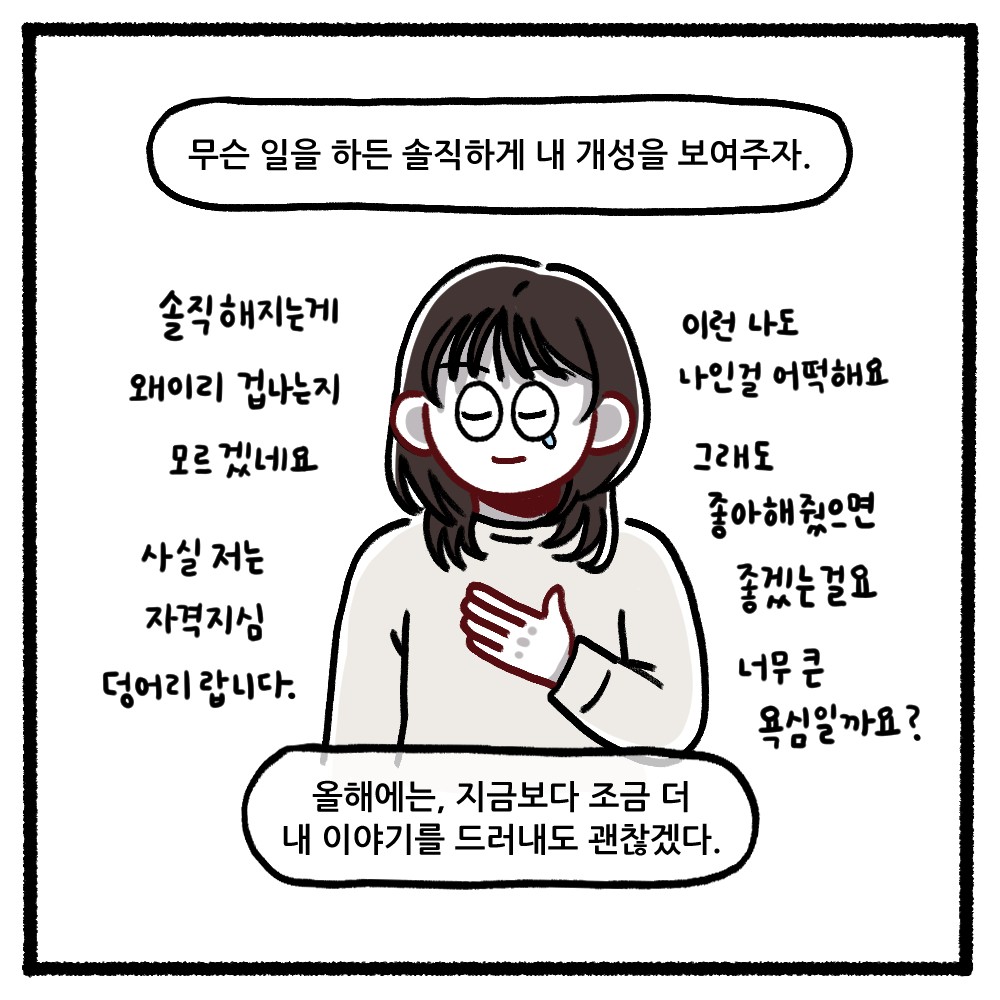 무슨 일을 하든 솔직하게 내 개성을 보여주자.
솔직해지는게
왜이리 겁나는지
모르겠네요
사실 저는
자격지심
덩어리랍니다.
이런 나도
나인걸 어떡해요
그래도
좋아해줬으면
좋겠는걸요
너무 큰
욕심일까요?
올해에는, 지금보다 조금 더
내 이야기를 드러내도 괜찮겠다.